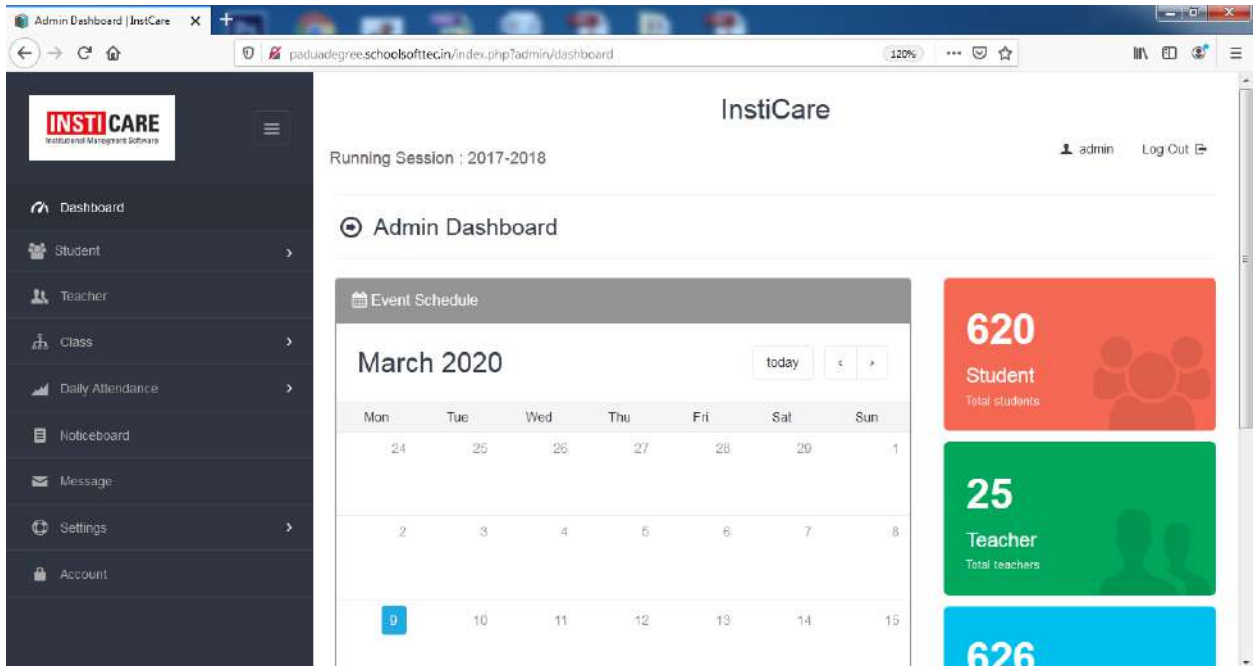 Admin Dashboard | InstCare
paduadegree.schoolsofttec.in/index.php?admin/dashboard
120%
INSTI CARE
Institutional Managment Software
InstiCare
Running Session : 2017-2018
admin
Log Out
Dashboard
Student
Teacher
Class
Daily Attendance
Noticeboard
Message
Settings
Account
Admin Dashboard
Event Schedule
March 2020
today
Mon Tue Wed Thu Fri Sat Sun
24 25 26 27 28 29 1
2 3 4 5 6 7 8
9 10 11 12 13 14 15
620
Student
Total students
25
Teacher
Total teachers
626